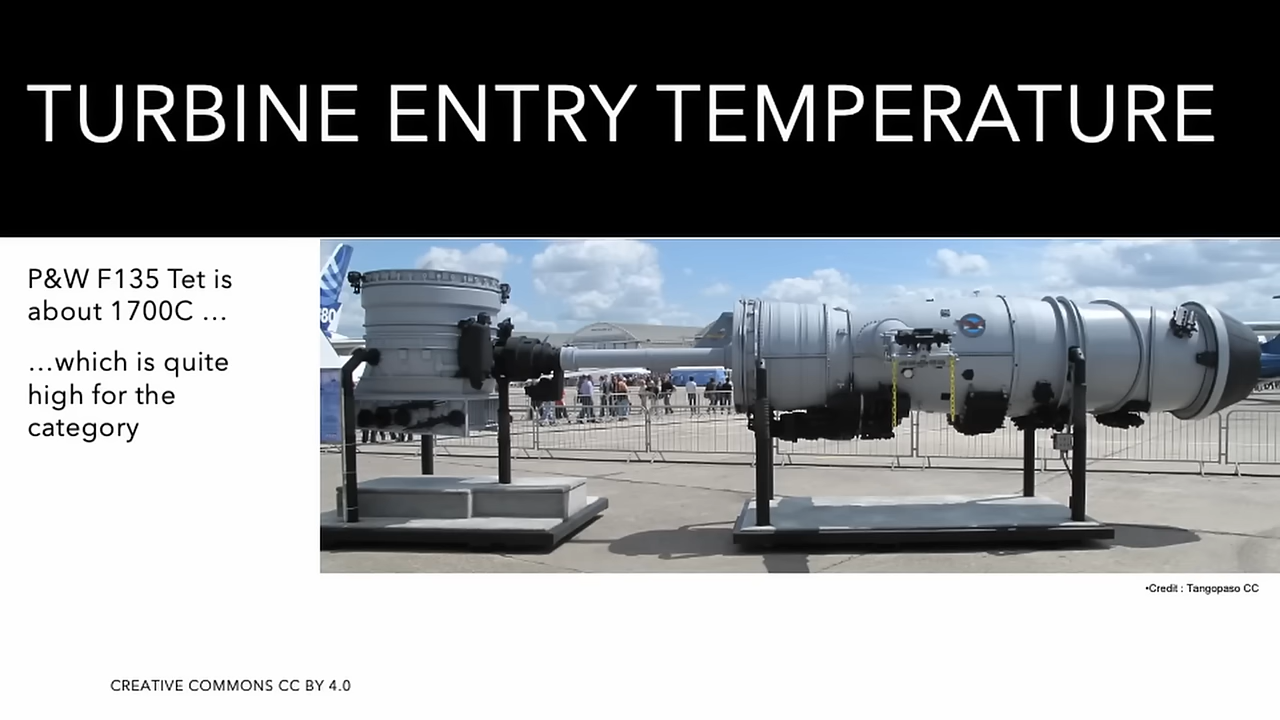 TURBINE ENTRY TEMPERATURE
P&W F135 Tet is
about 1700C …
…which is quite
high for the
category
•Credit : Tangopaso CC
CREATIVE COMMONS CC BY 4.0